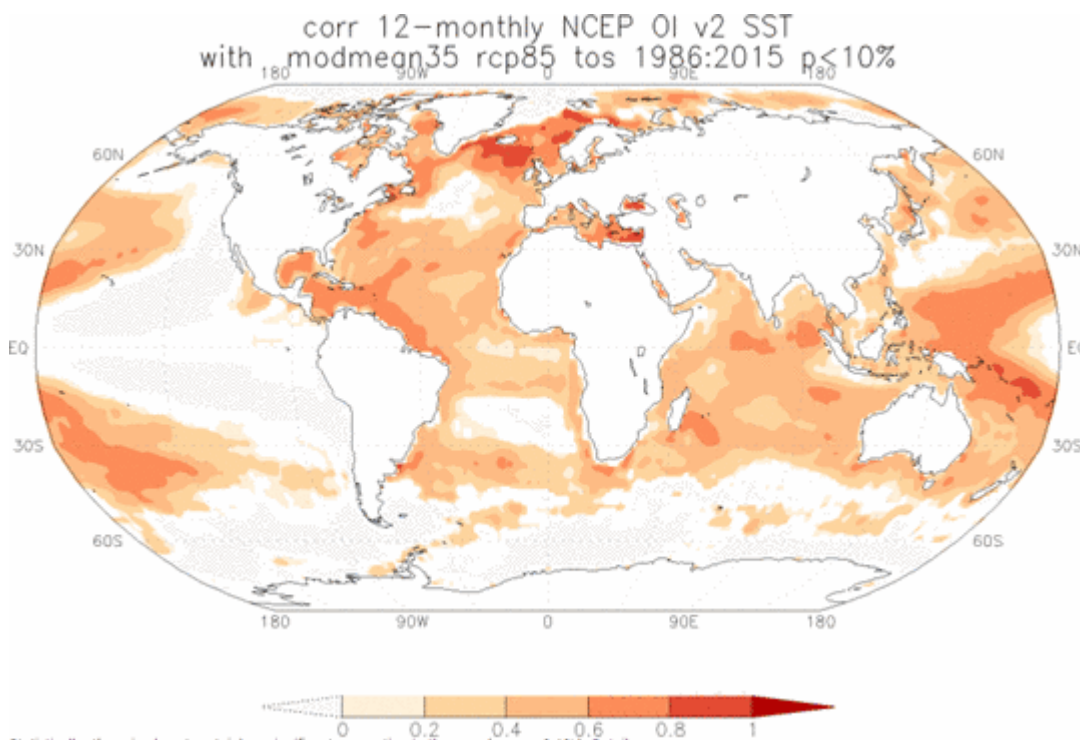 corr 12-monthly NCEP OI v2 SST
with modmegn35 rcp85 tos 1986:2015 p<10%
180 90W 0 90E 180
60N 60N
30N 30N
EQ EQ
30S 30S
60S 60S
180 90W 0 90E 180
0 0.2 0.4 0.6 0.8 1